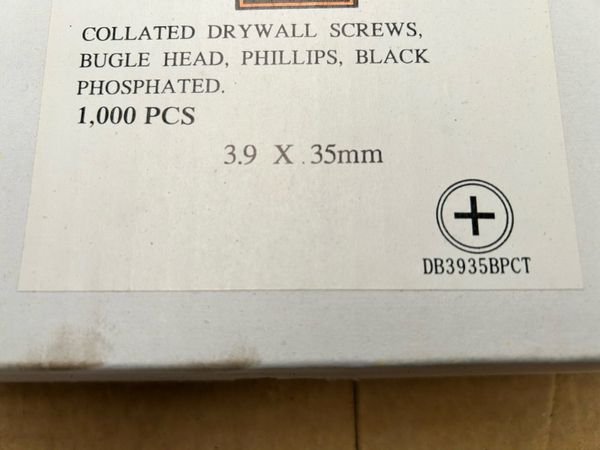 COLLATED DRYWALL SCREWS,
BUGLE HEAD, PHILLIPS, BLACK
PHOSPHATED.
1,000 PCS
3.9 X 35mm
DB3935BPCT